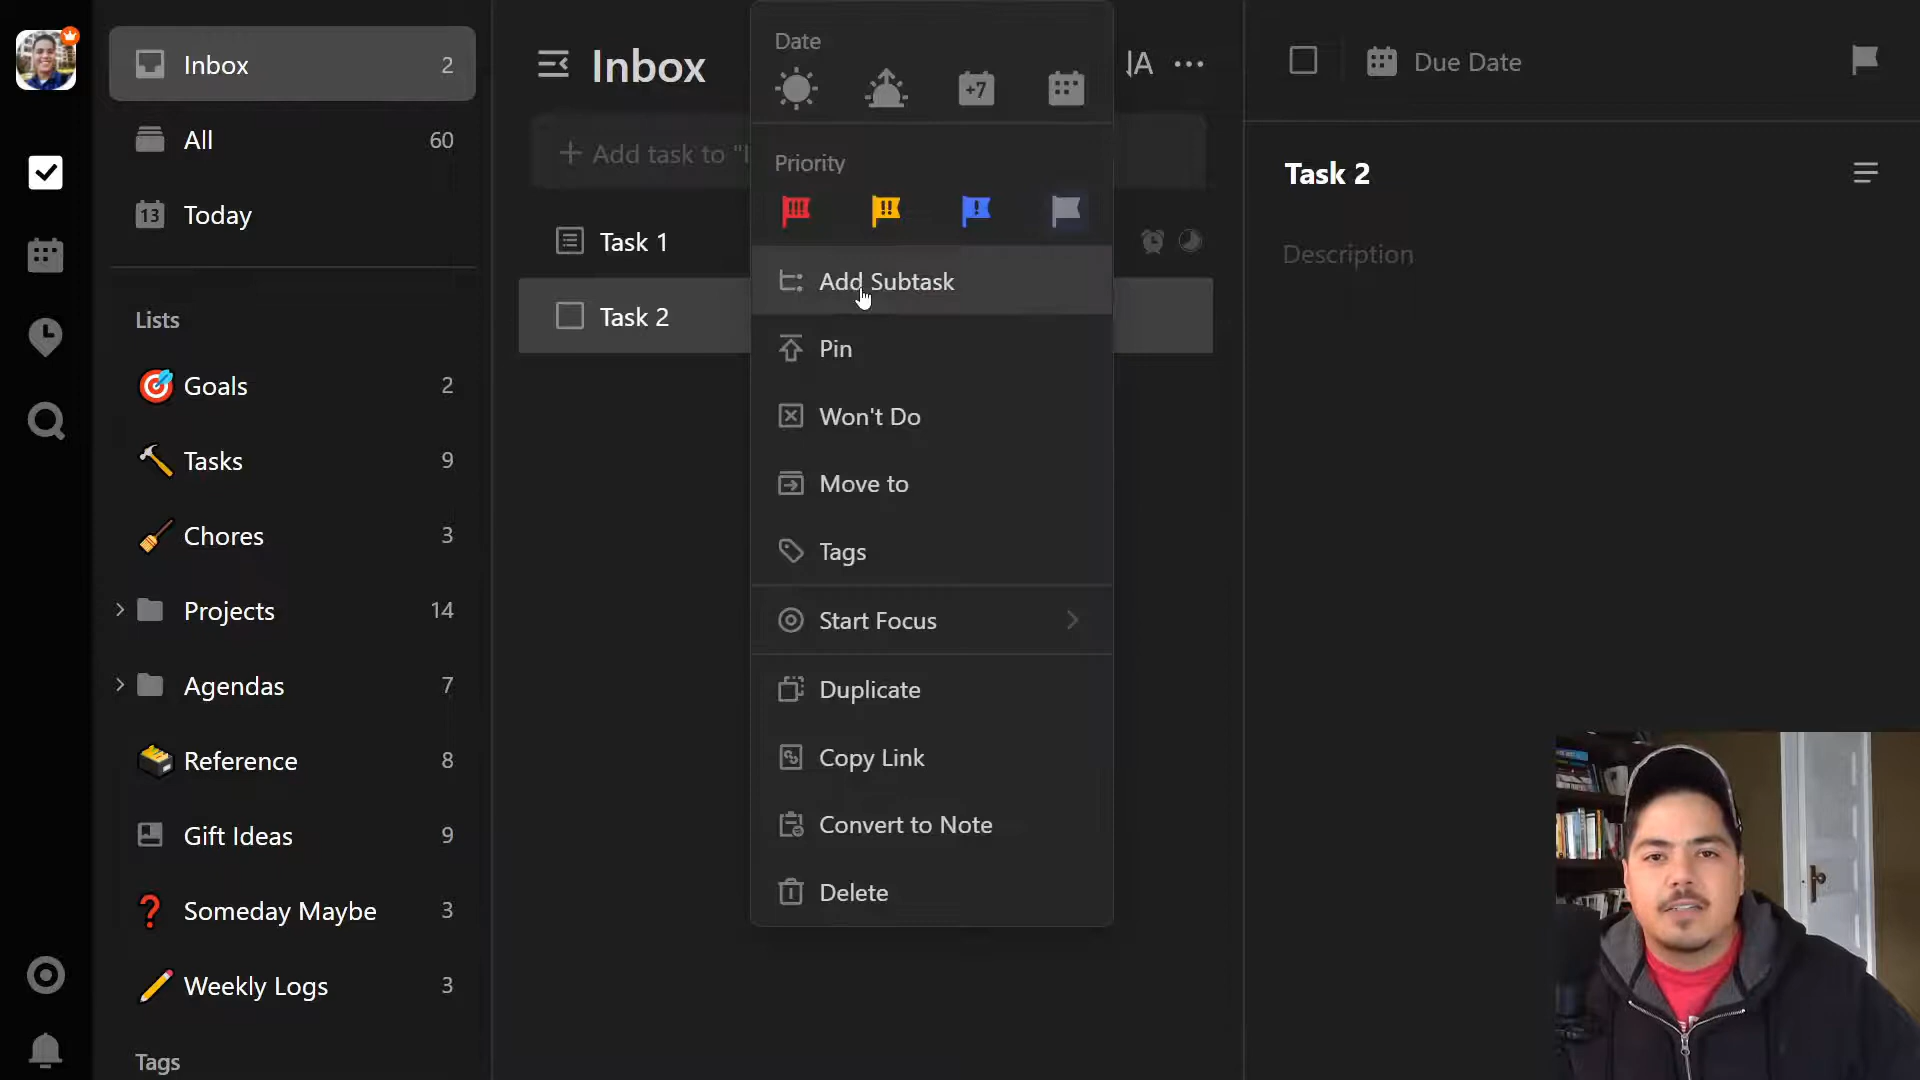 Inbox 2
All 60
13 Today
Lists
Goals 2
Tasks 9
Chores 3
Projects 14
Agendas 7
Reference 8
Gift Ideas 9
Someday Maybe 3
Weekly Logs 3
Tags
Inbox
+ Add task to "I
Task 1
Task 2
Date
+7
Priority
!!! !! !
Add Subtask
Pin
Won't Do
Move to
Tags
Start Focus
Duplicate
Copy Link
Convert to Note
Delete
A
Due Date
Task 2
Description